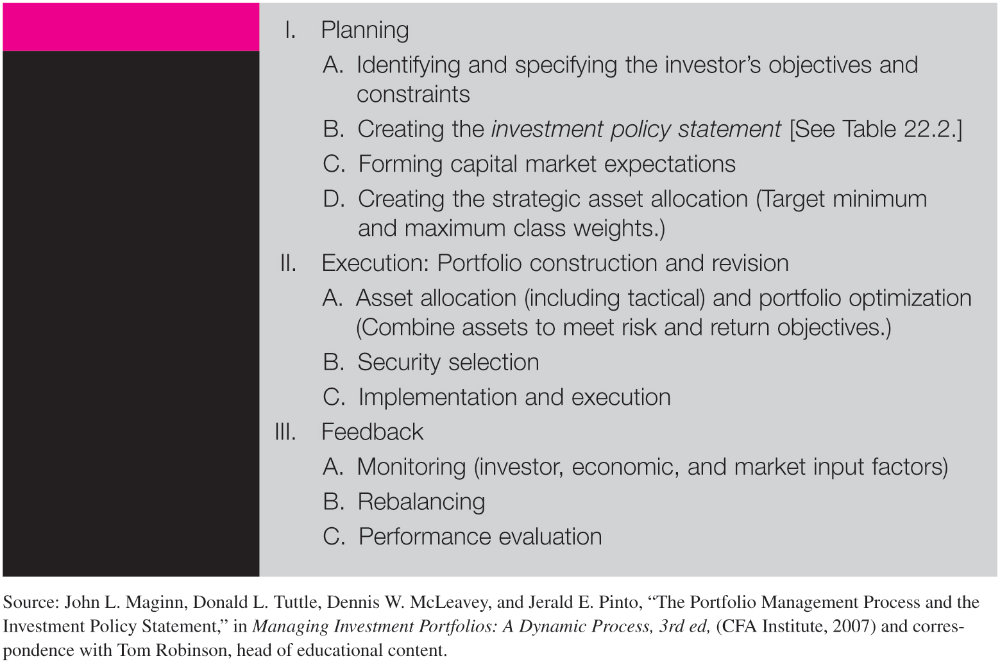 I. Planning
A. Identifying and specifying the investor’s objectives and
constraints
B. Creating the investment policy statement [See Table 22.2.]
C. Forming capital market expectations
D. Creating the strategic asset allocation (Target minimum
and maximum class weights.)
II. Execution: Portfolio construction and revision
A. Asset allocation (including tactical) and portfolio optimization
(Combine assets to meet risk and return objectives.)
B. Security selection
C. Implementation and execution
III. Feedback
A. Monitoring (investor, economic, and market input factors)
B. Rebalancing
C. Performance evaluation
Source: John L. Maginn, Donald L. Tuttle, Dennis W. McLeavey, and Jerald E. Pinto, “The Portfolio Management Process and the
Investment Policy Statement,” in Managing Investment Portfolios: A Dynamic Process, 3rd ed, (CFA Institute, 2007) and corres-
pondence with Tom Robinson, head of educational content.